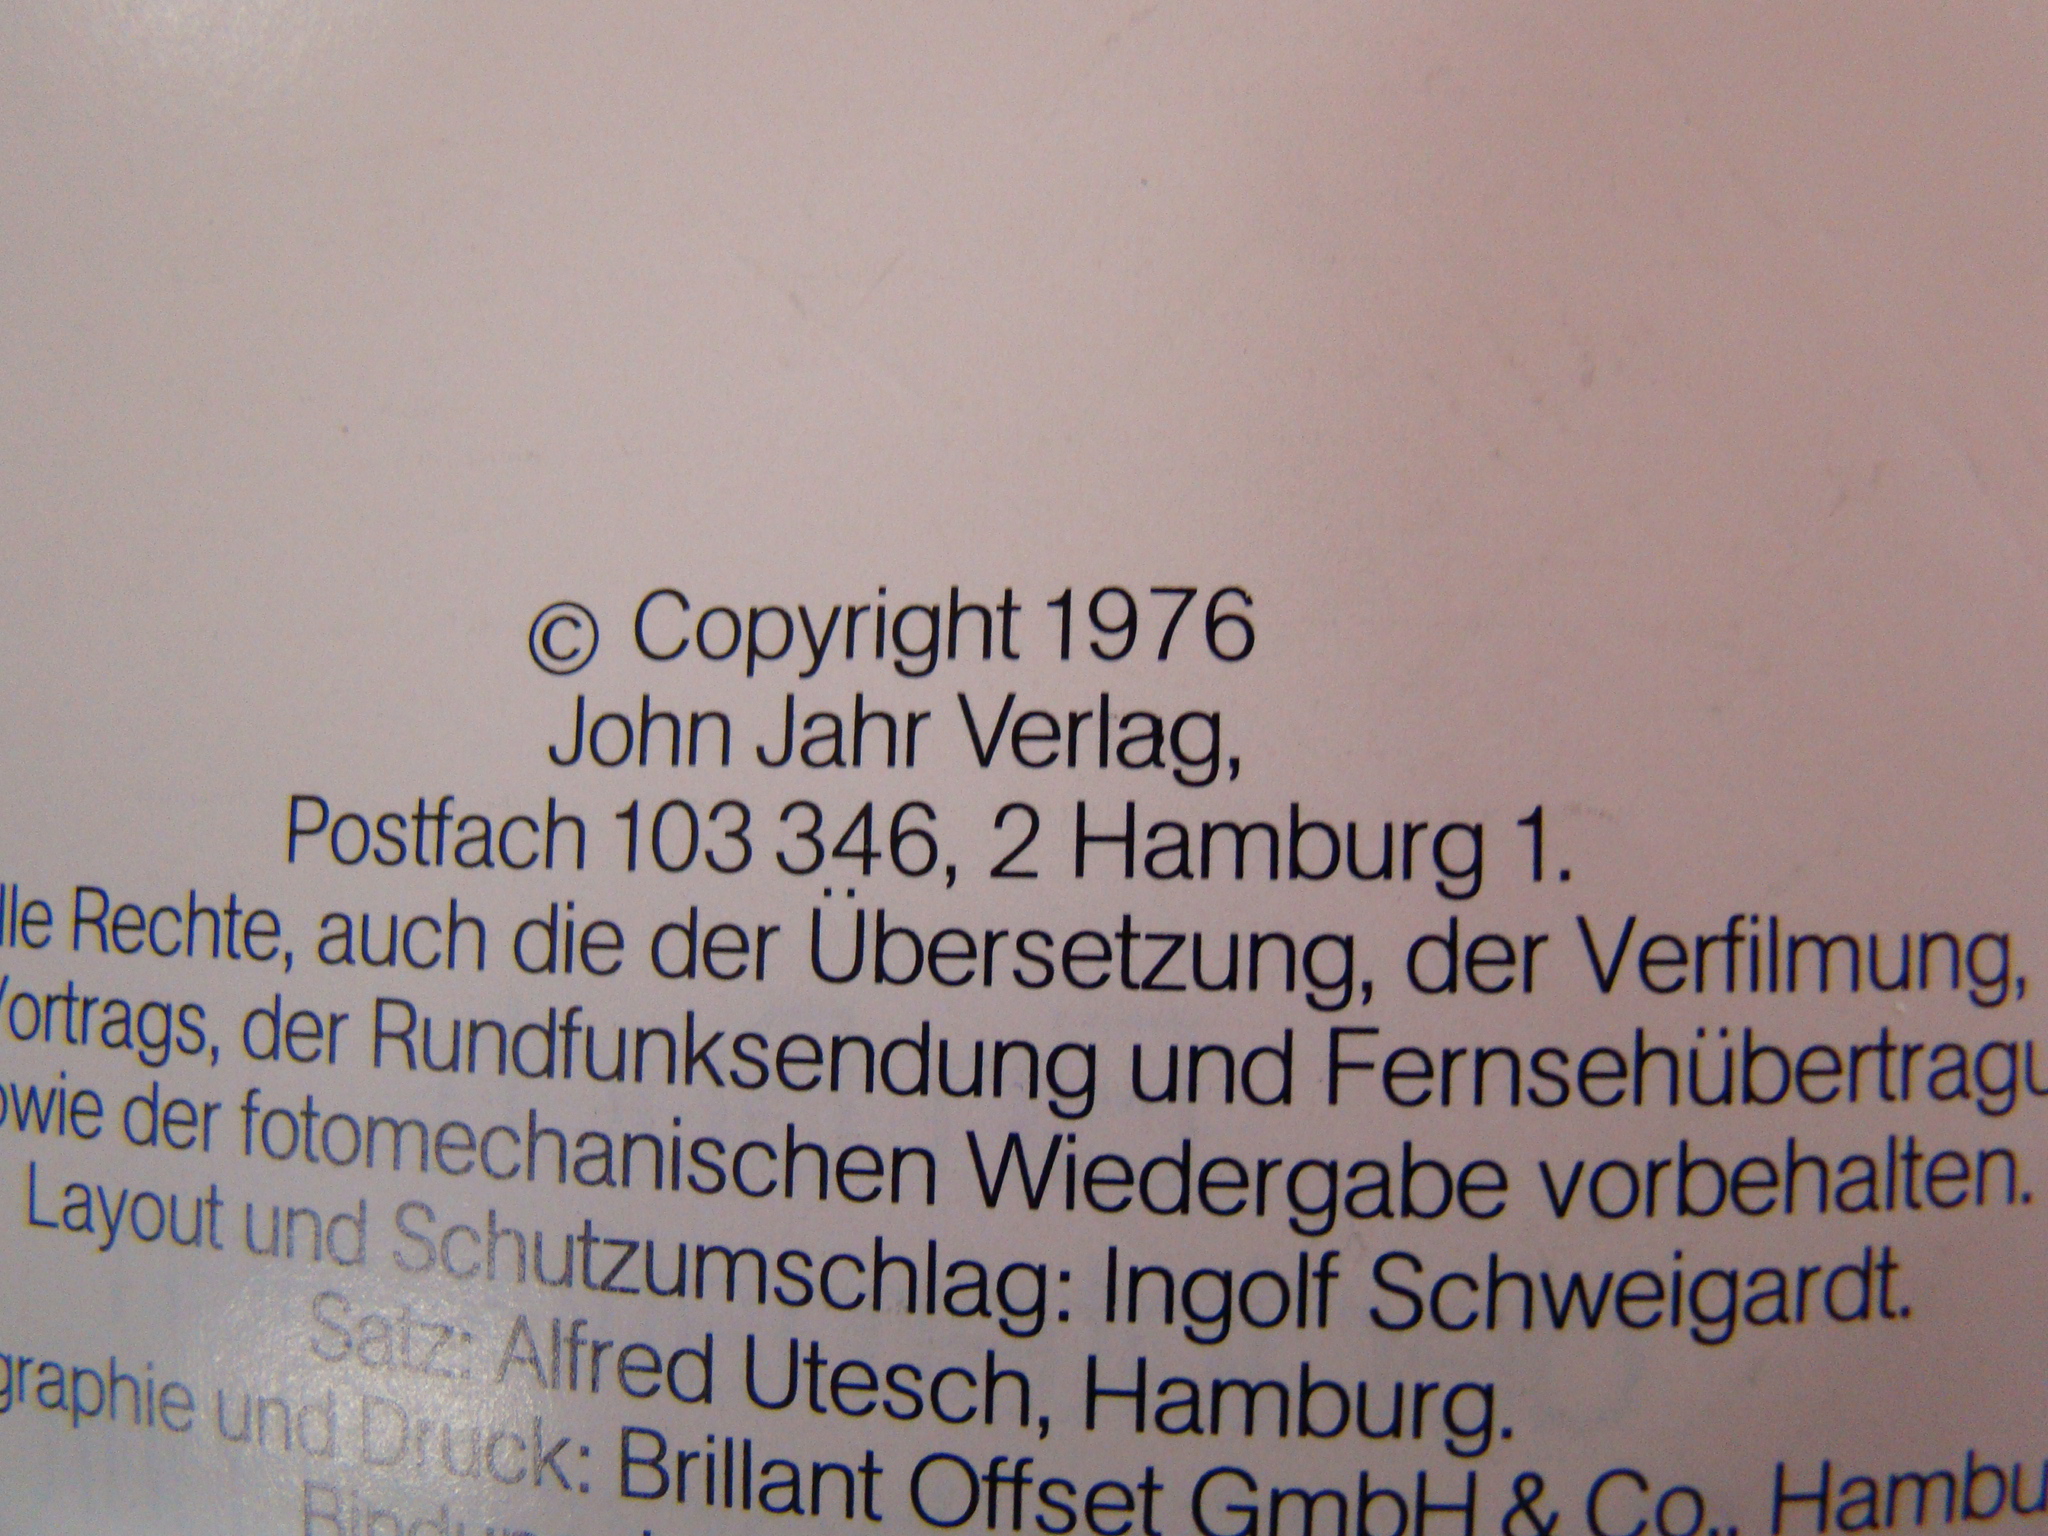 © Copyright 1976
John Jahr Verlag,
Postfach 103 346, 2 Hamburg 1.
lle Rechte, auch die der Übersetzung, der Verfilmung,
Vortrags, der Rundfunksendung und Fernsehübertragu
owie der fotomechanischen Wiedergabe vorbehalten.
Layout und Schutzumschlag: Ingolf Schweigardt.
Satz: Alfred Utesch, Hamburg.
graphie und Druck: Brillant Offset GmbH & Co., Hambu